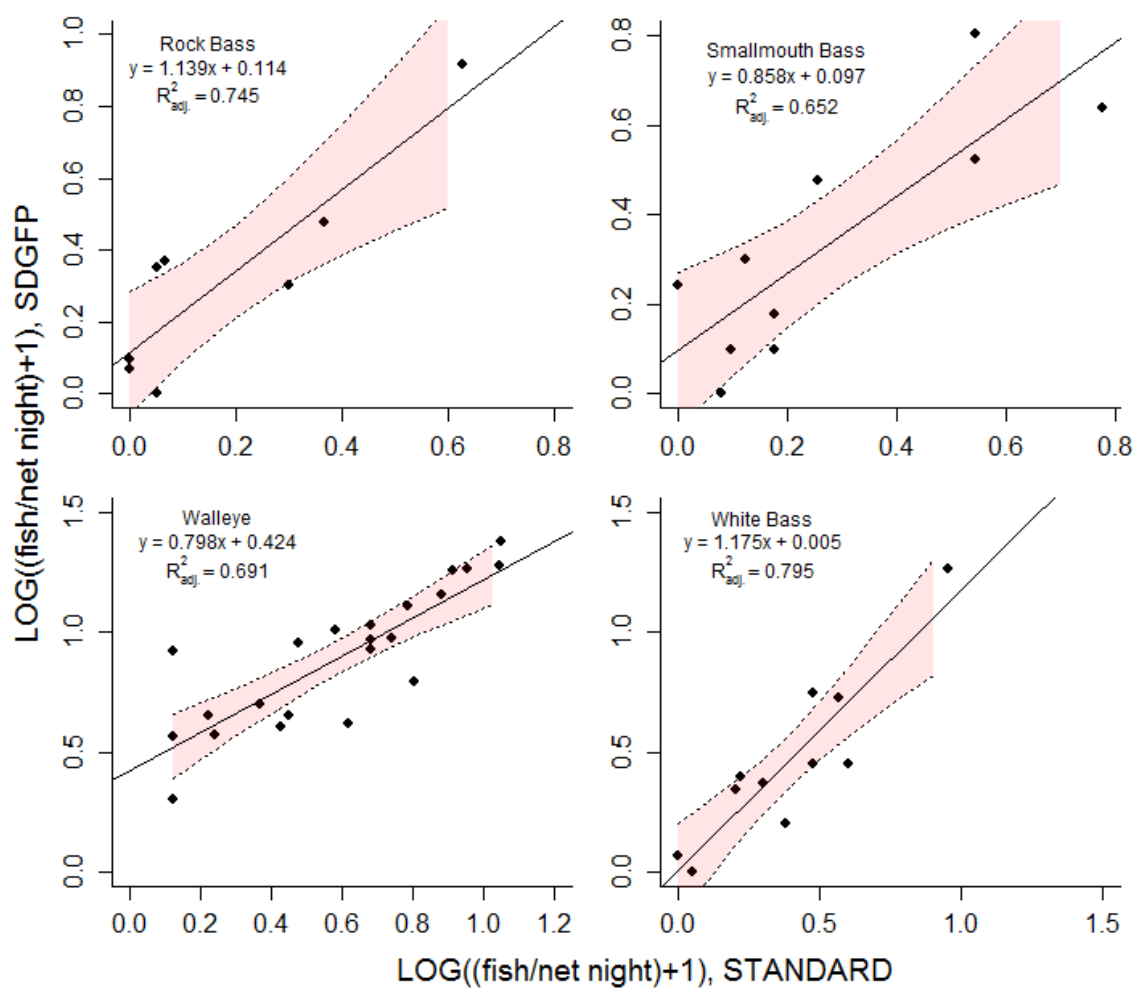 LOG((fish/net night)+1), SDGFP
Rock Bass
y = 1.139x + 0.114
R²adj. = 0.745
1.0
0.8
0.6
0.4
0.2
0.0
0.0 0.2 0.4 0.6 0.8
Smallmouth Bass
y = 0.858x + 0.097
R²adj. = 0.652
0.8
0.6
0.4
0.2
0.0
0.0 0.2 0.4 0.6 0.8
Walleye
y = 0.798x + 0.424
R²adj. = 0.691
1.5
1.0
0.5
0.0
0.0 0.2 0.4 0.6 0.8 1.0 1.2
White Bass
y = 1.175x + 0.005
R²adj. = 0.795
1.5
1.0
0.5
0.0
0.0 0.5 1.0 1.5
LOG((fish/net night)+1), STANDARD